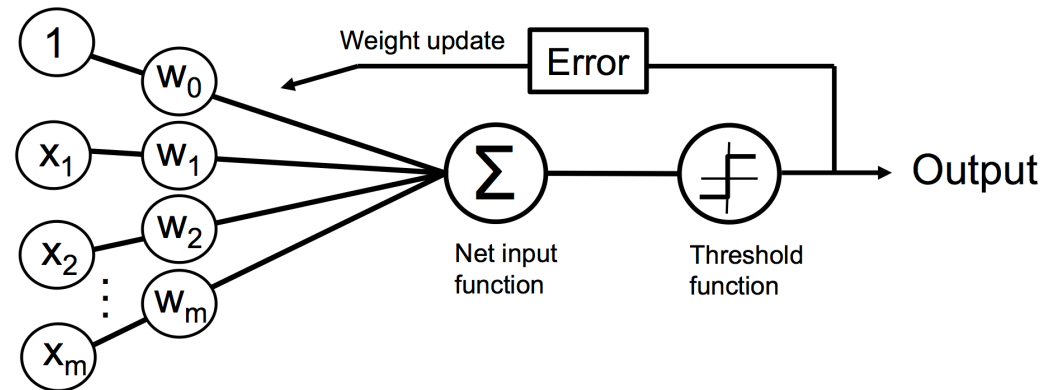 1
w₀
Weight update
Error
x₁
w₁
Σ
Output
x₂
w₂
Net input
function
Threshold
function
⋮
wₘ
xₘ